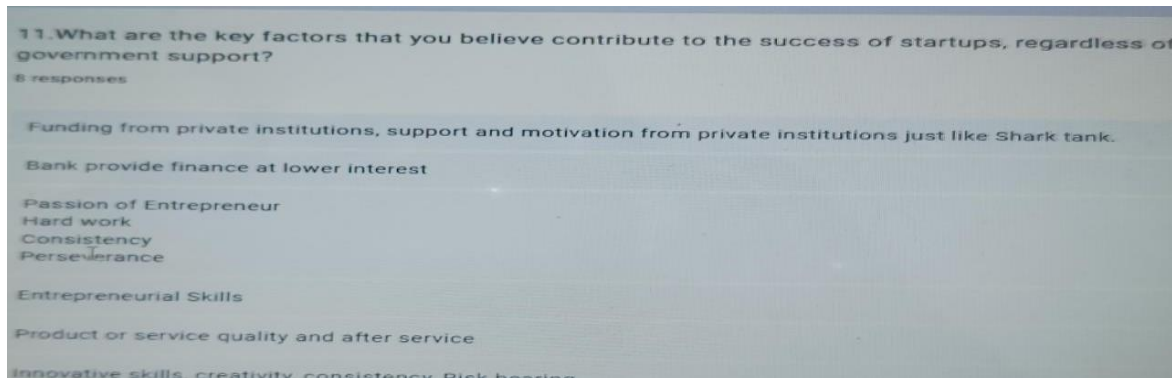 11.What are the key factors that you believe contribute to the success of startups, regardless of
government support?
8 responses
Funding from private institutions, support and motivation from private institutions just like Shark tank.
Bank provide finance at lower interest
Passion of Entrepreneur
Hard work
Consistency
Perseverance
Entrepreneurial Skills
Product or service quality and after service
Innovative skills, creativity, consistency, Risk bearing